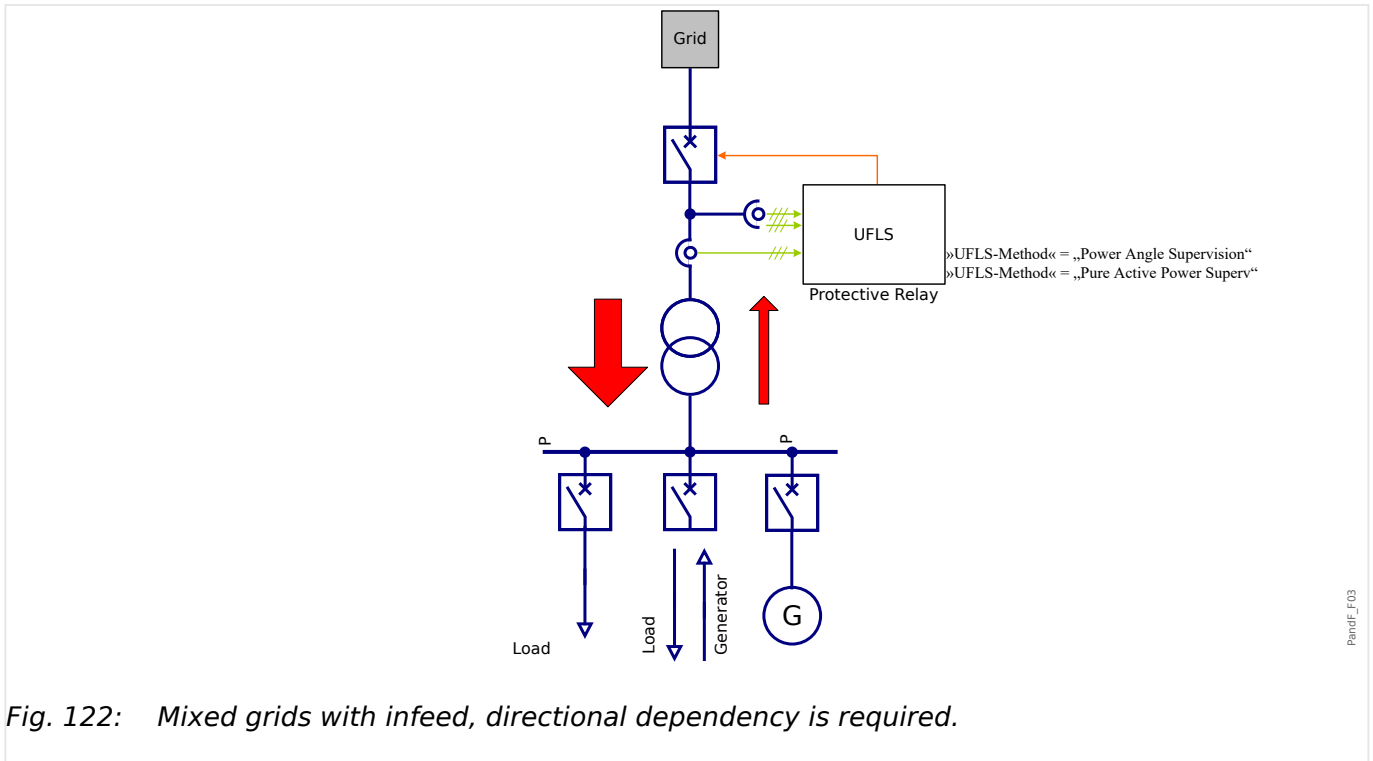 Grid
UFLS
»UFLS-Method« = „Power Angle Supervision“
»UFLS-Method« = „Pure Active Power Superv“
Protective Relay
P
P
Load
Load
Generator
G
PandF_F03
Fig. 122: Mixed grids with infeed, directional dependency is required.